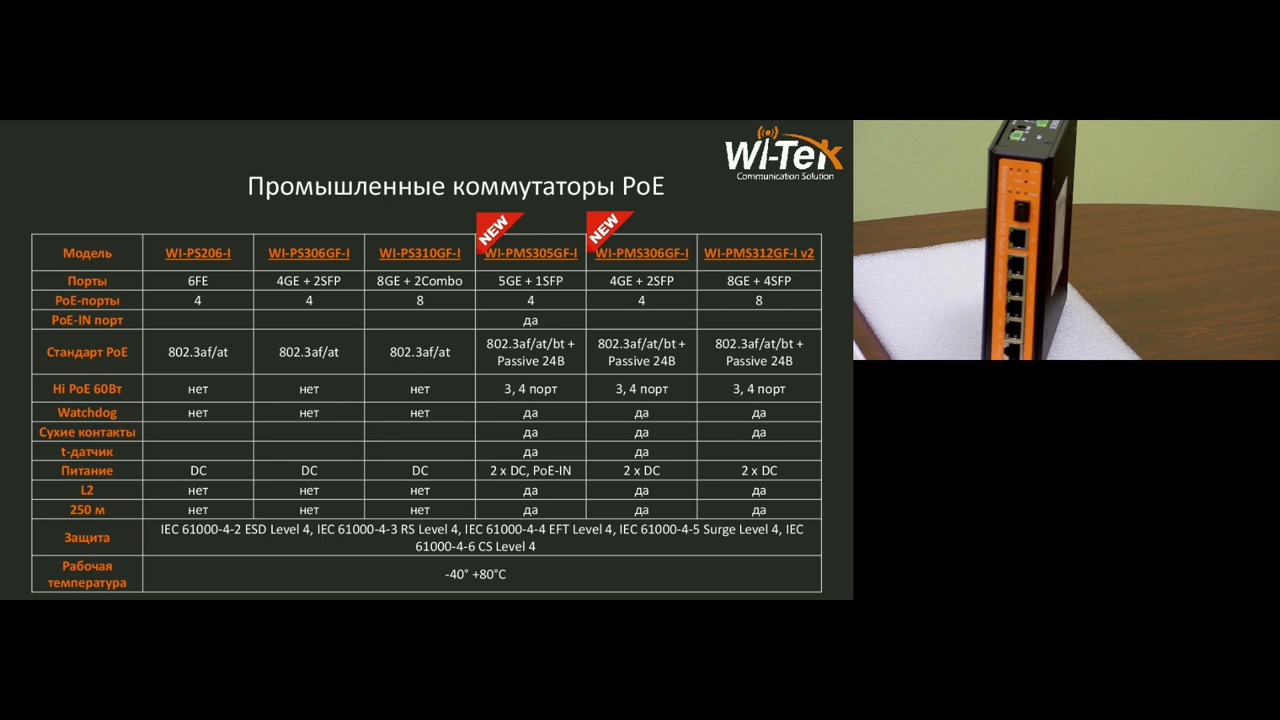 Wi-Tek
Communication Solution
Промышленные коммутаторы PoE
NEW NEW
Модель WI-PS206-I WI-PS306GF-I WI-PS310GF-I WI-PMS305GF-I WI-PMS306GF-I WI-PMS312GF-I v2
Порты 6FE 4GE + 2SFP 8GE + 2Combo 5GE + 1SFP 4GE + 2SFP 8GE + 4SFP
PoE-порты 4 4 8 4 4 8
PoE-IN порт да
Стандарт PoE 802.3af/at 802.3af/at 802.3af/at 802.3af/at/bt + Passive 24В 802.3af/at/bt + Passive 24В 802.3af/at/bt + Passive 24В
Hi PoE 60Вт нет нет нет 3, 4 порт 3, 4 порт 3, 4 порт
Watchdog нет нет нет да да да
Сухие контакты да да да
t-датчик да да
Питание DC DC DC 2 x DC, PoE-IN 2 x DC 2 x DC
L2 нет нет нет да да да
250 м нет нет нет да да да
Защита IEC 61000-4-2 ESD Level 4, IEC 61000-4-3 RS Level 4, IEC 61000-4-4 EFT Level 4, IEC 61000-4-5 Surge Level 4, IEC
61000-4-6 CS Level 4
Рабочая
температура -40° +80°C